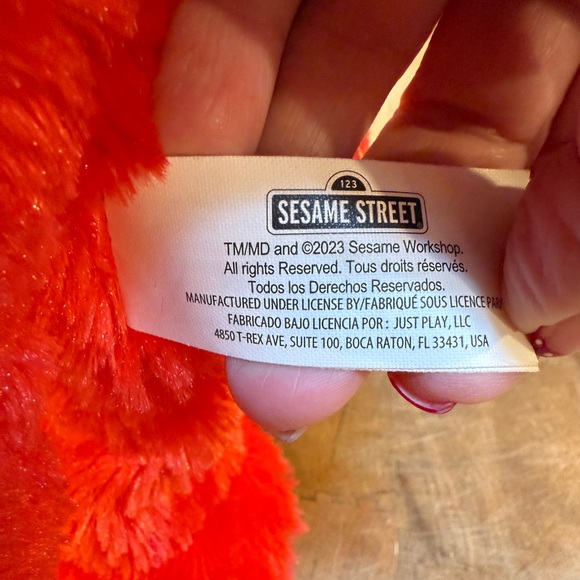 123
SESAME STREET
TM/MD and ©2023 Sesame Workshop.
All rights Reserved. Tous droits réservés.
Todos los Derechos Reservados.
MANUFACTURED UNDER LICENSE BY/FABRIQUÉ SOUS LICENCE PAR
FABRICADO BAJO LICENCIA POR : JUST PLAY, LLC
4850 T-REX AVE, SUITE 100, BOCA RATON, FL 33431, USA